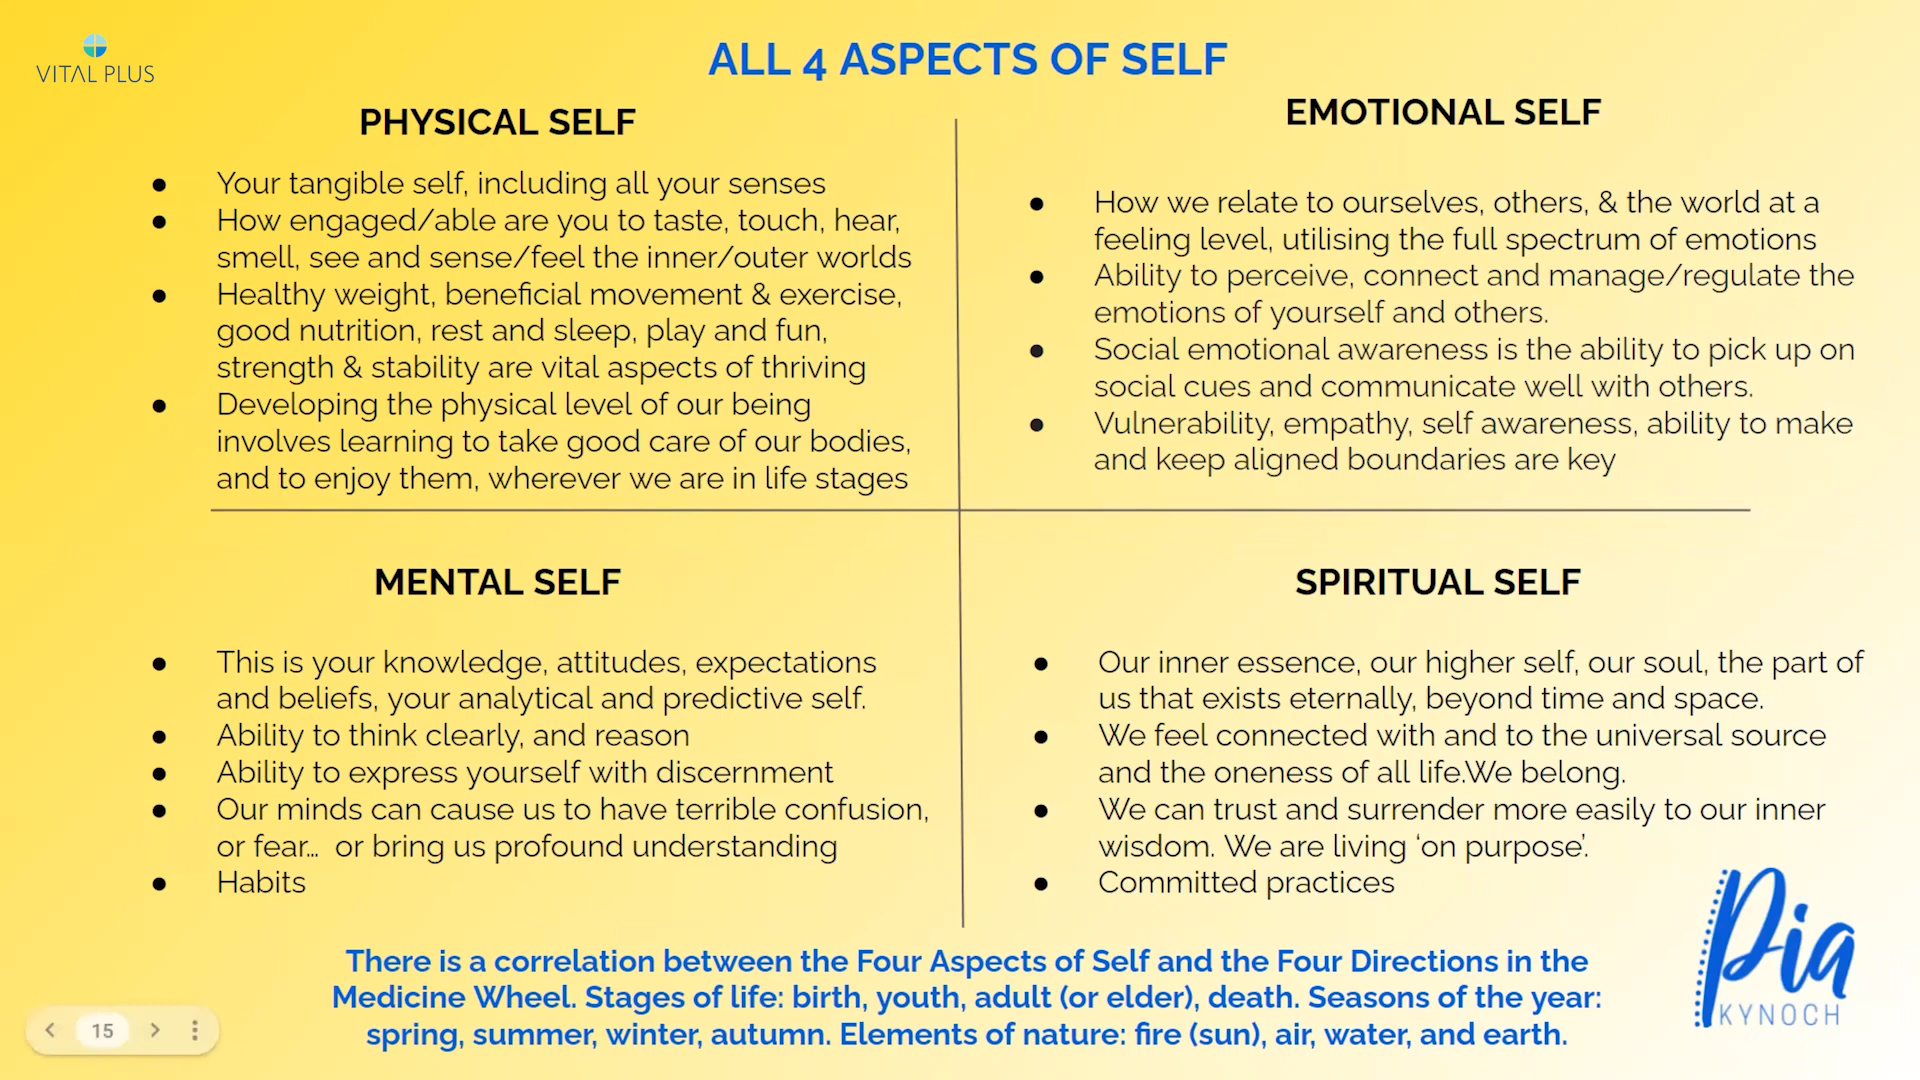 VITAL PLUS
ALL 4 ASPECTS OF SELF
PHYSICAL SELF
● Your tangible self, including all your senses
● How engaged/able are you to taste, touch, hear,
smell, see and sense/feel the inner/outer worlds
● Healthy weight, beneficial movement & exercise,
good nutrition, rest and sleep, play and fun,
strength & stability are vital aspects of thriving
● Developing the physical level of our being
involves learning to take good care of our bodies,
and to enjoy them, wherever we are in life stages
EMOTIONAL SELF
● How we relate to ourselves, others, & the world at a
feeling level, utilising the full spectrum of emotions
● Ability to perceive, connect and manage/regulate the
emotions of yourself and others.
● Social emotional awareness is the ability to pick up on
social cues and communicate well with others.
● Vulnerability, empathy, self awareness, ability to make
and keep aligned boundaries are key
MENTAL SELF
● This is your knowledge, attitudes, expectations
and beliefs, your analytical and predictive self.
● Ability to think clearly, and reason
● Ability to express yourself with discernment
● Our minds can cause us to have terrible confusion,
or fear… or bring us profound understanding
● Habits
SPIRITUAL SELF
● Our inner essence, our higher self, our soul, the part of
us that exists eternally, beyond time and space.
● We feel connected with and to the universal source
and the oneness of all life.We belong.
● We can trust and surrender more easily to our inner
wisdom. We are living ‘on purpose’.
● Committed practices
There is a correlation between the Four Aspects of Self and the Four Directions in the
Medicine Wheel. Stages of life: birth, youth, adult (or elder), death. Seasons of the year:
spring, summer, winter, autumn. Elements of nature: fire (sun), air, water, and earth.
Pia
KYNOCH
15